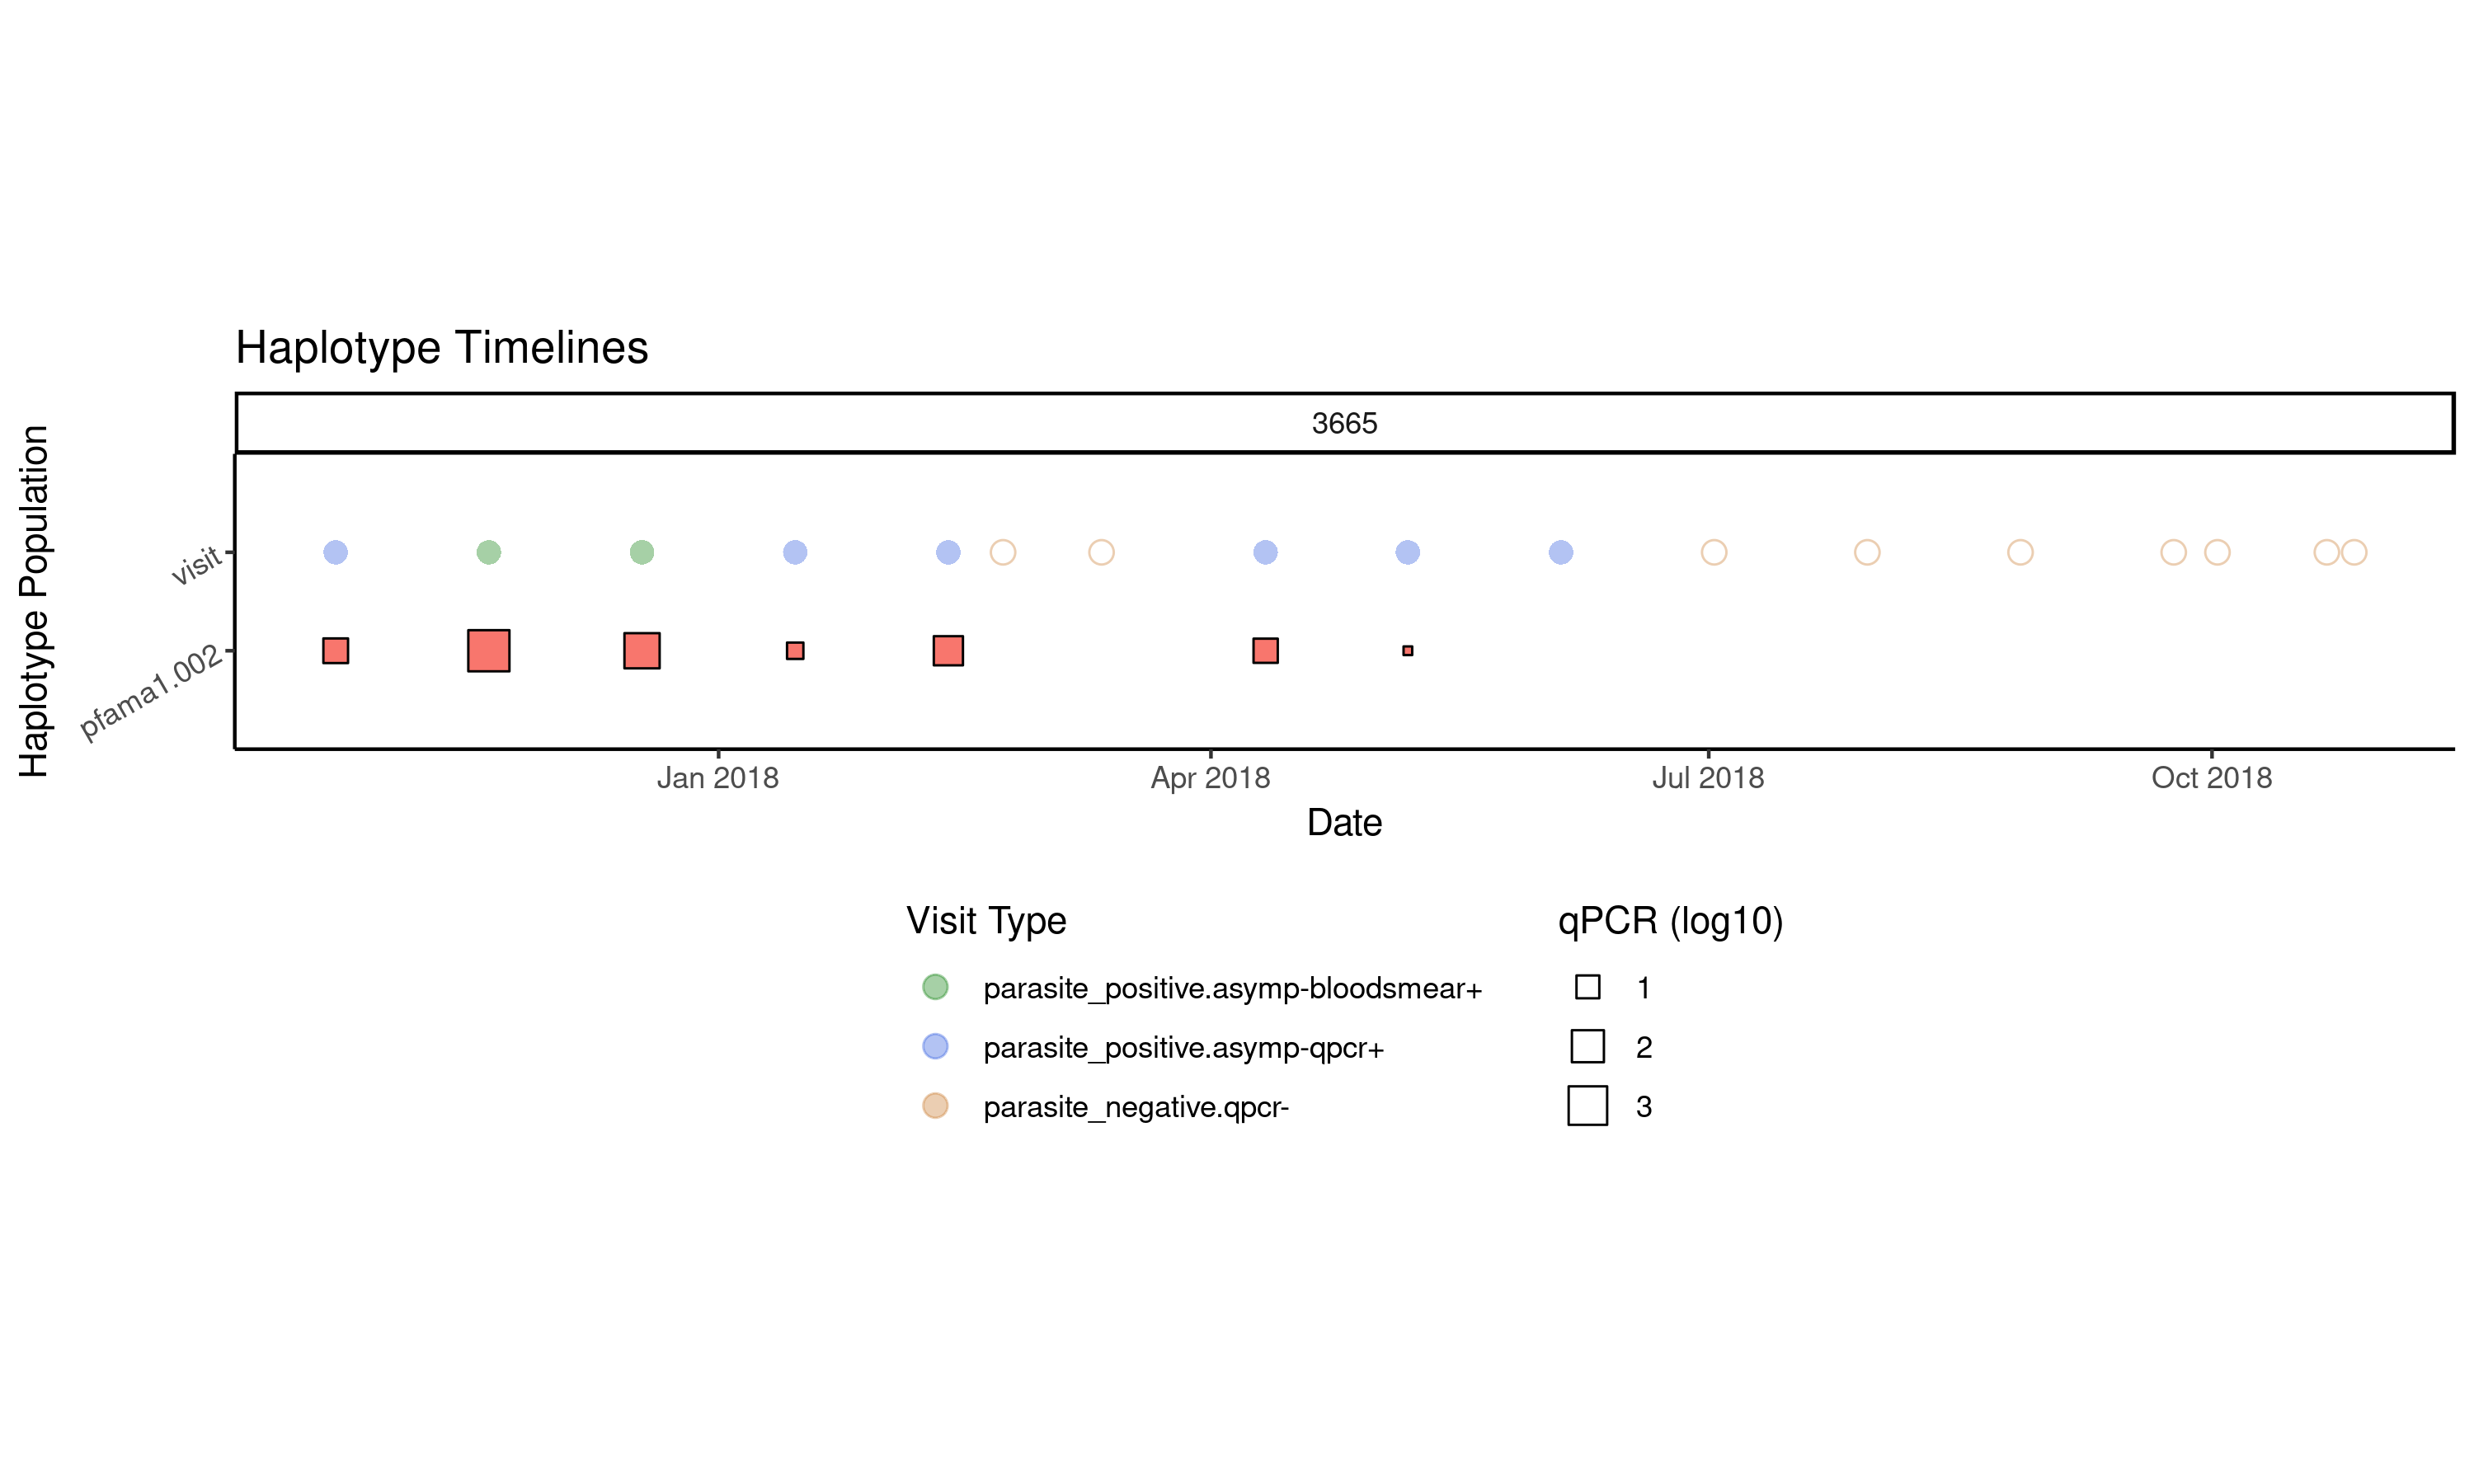 Haplotype Timelines
3665
Haplotype Population
visit
pfama1.002
Jan 2018
Apr 2018
Jul 2018
Oct 2018
Date
Visit Type
parasite_positive.asymp-bloodsmear+
parasite_positive.asymp-qpcr+
parasite_negative.qpcr-
qPCR (log10)
1
2
3